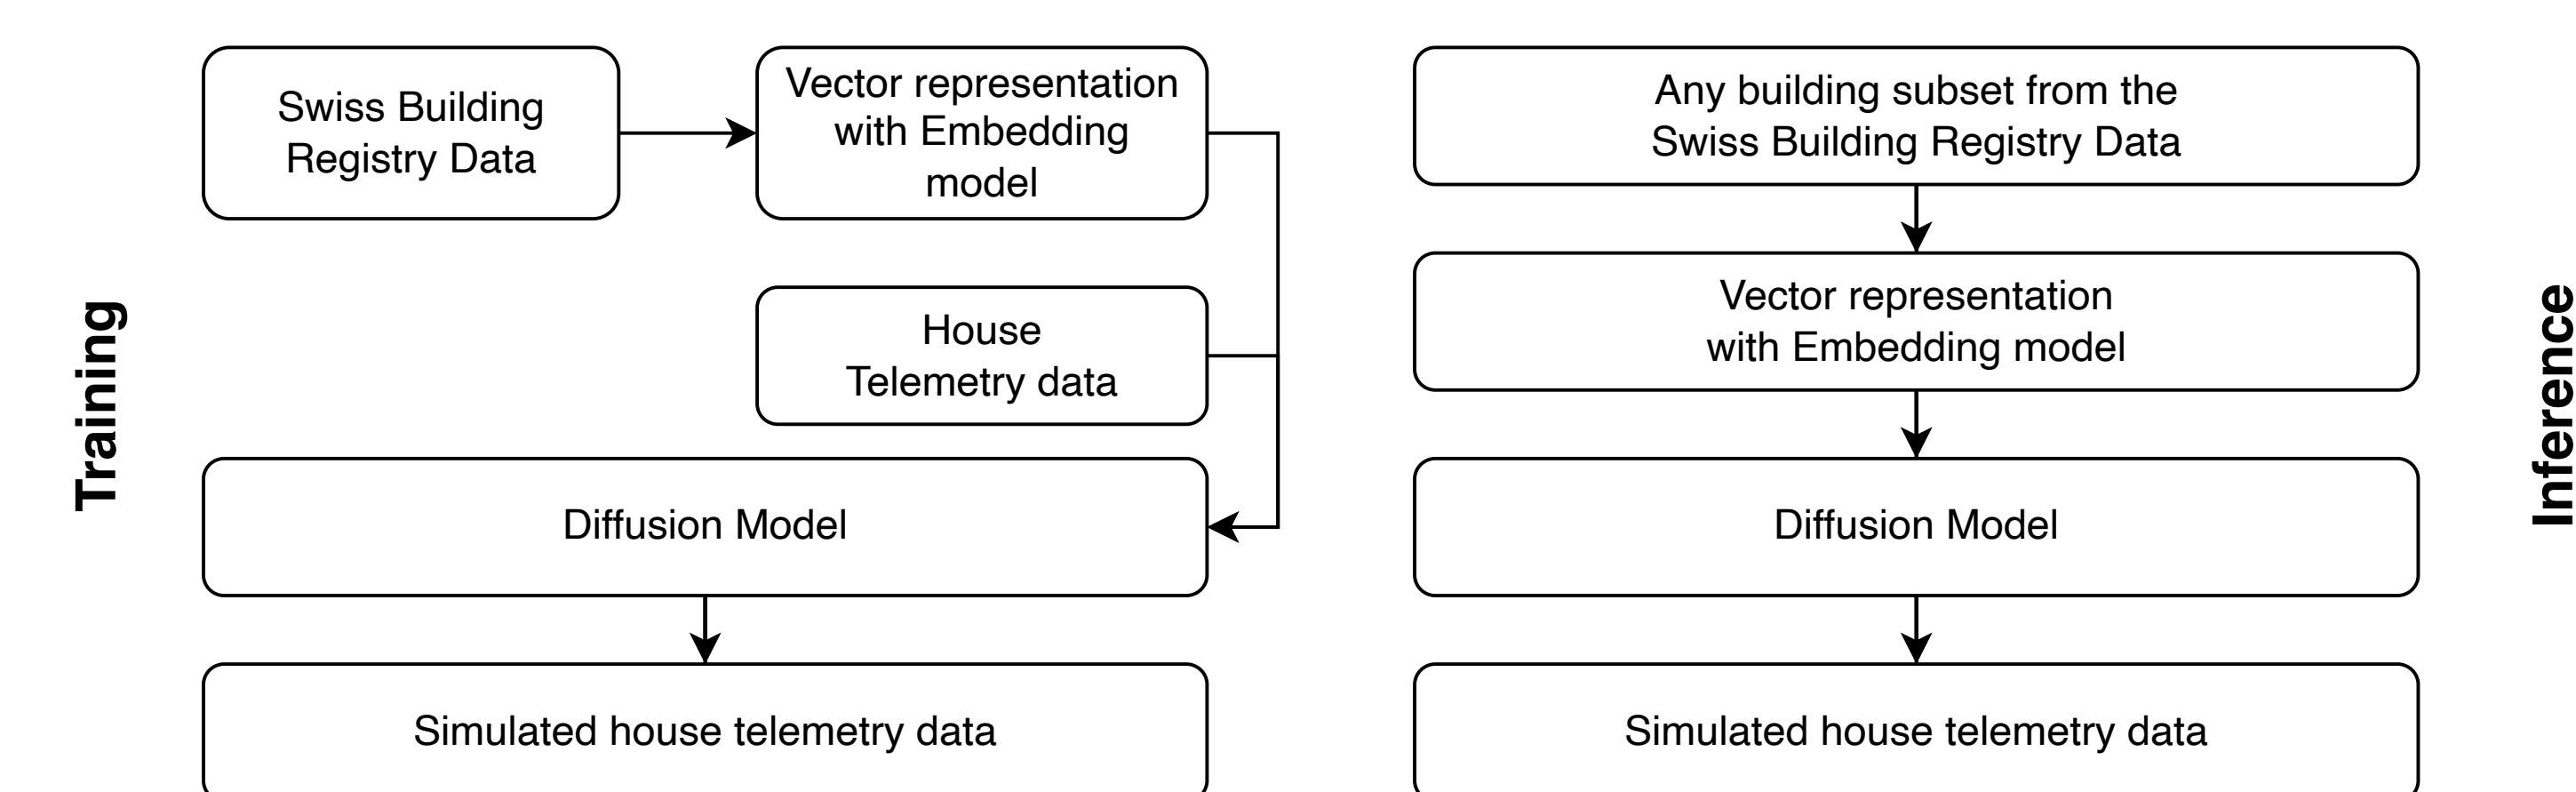 Training
Swiss Building
Registry Data
Vector representation
with Embedding
model
House
Telemetry data
Diffusion Model
Simulated house telemetry data
Any building subset from the
Swiss Building Registry Data
Vector representation
with Embedding model
Diffusion Model
Simulated house telemetry data
Inference